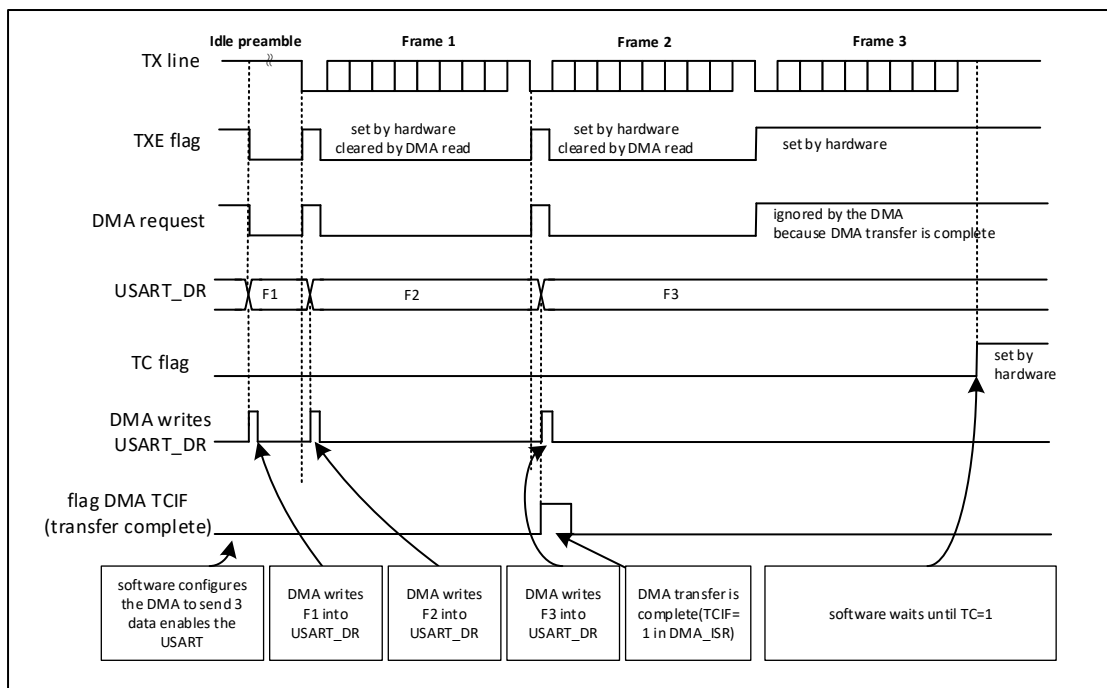 Idle preamble
Frame 1
Frame 2
Frame 3
TX line
TXE flag
set by hardware
cleared by DMA read
set by hardware
cleared by DMA read
set by hardware
DMA request
ignored by the DMA
because DMA transfer is complete
USART_DR
F1
F2
F3
TC flag
set by
hardware
DMA writes
USART_DR
flag DMA TCIF
(transfer complete)
software configures
the DMA to send 3
data enables the
USART
DMA writes
F1 into
USART_DR
DMA writes
F2 into
USART_DR
DMA writes
F3 into
USART_DR
DMA transfer is
complete(TCIF=
1 in DMA_ISR)
software waits until TC=1